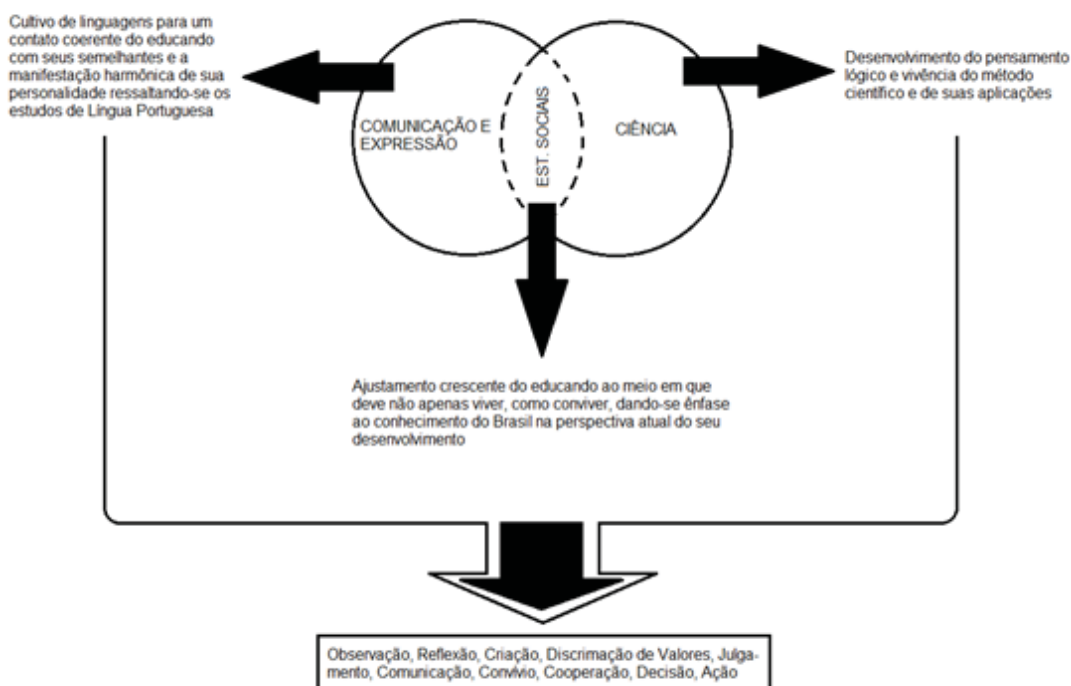 Cultivo de linguagens para um
contato coerente do educando
com seus semelhantes e a
manifestação harmônica de sua
personalidade ressaltando-se os
estudos de Língua Portuguesa
COMUNICAÇÃO E
EXPRESSÃO
EST. SOCIAIS
CIÊNCIA
Desenvolvimento do pensamento
lógico e vivência do método
científico e de suas aplicações
Ajustamento crescente do educando ao meio em que
deve não apenas viver, como conviver, dando-se ênfase
ao conhecimento do Brasil na perspectiva atual do seu
desenvolvimento
Observação, Reflexão, Criação, Discrimação de Valores, Julga-
mento, Comunicação, Convívio, Cooperação, Decisão, Ação